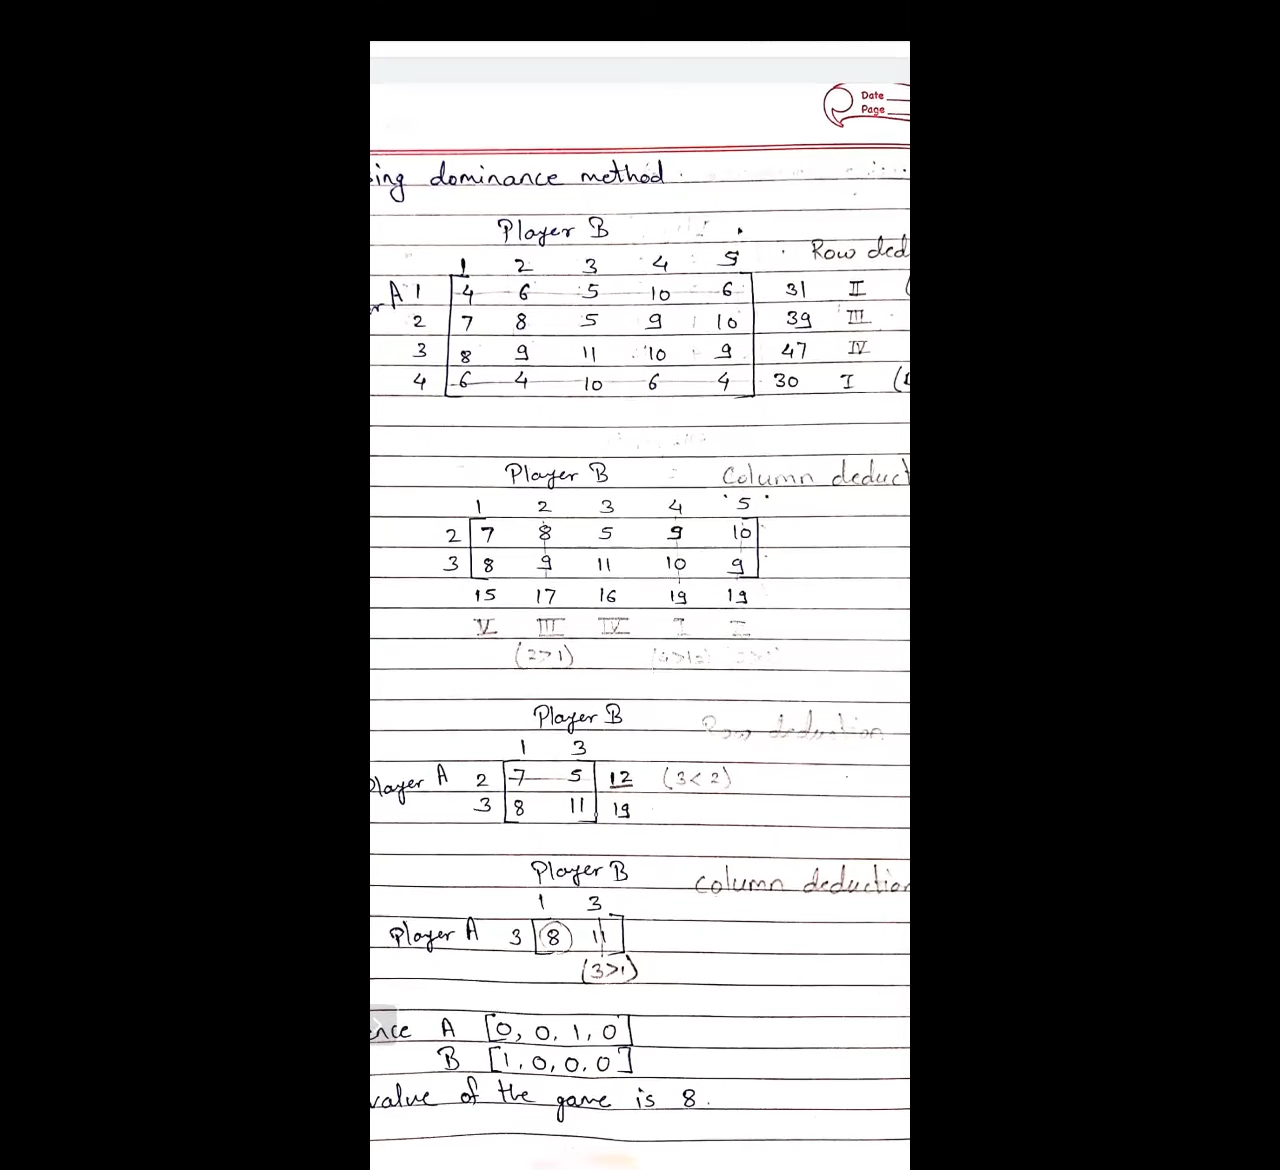 Date
Page
ing dominance method.
Player B
Row ded
1 2 3 4 5
A 1 4 6 5 10 6 31 II (
2 7 8 5 9 10 39 III
3 8 9 11 10 9 47 IV
4 6 4 10 6 4 30 I (
Player B Column deduct
1 2 3 4 5
2 7 8 5 9 10
3 8 9 11 10 9
15 17 16 19 19
V III IV I II
(2>1)
Player B Row deduction
1 3
Player A 2 7 5 12 (3<2)
3 8 11 19
Player B column deduction
1 3
Player A 3 8 11
(3>1)
nce A [0, 0, 1, 0]
B [1, 0, 0, 0]
value of the game is 8.